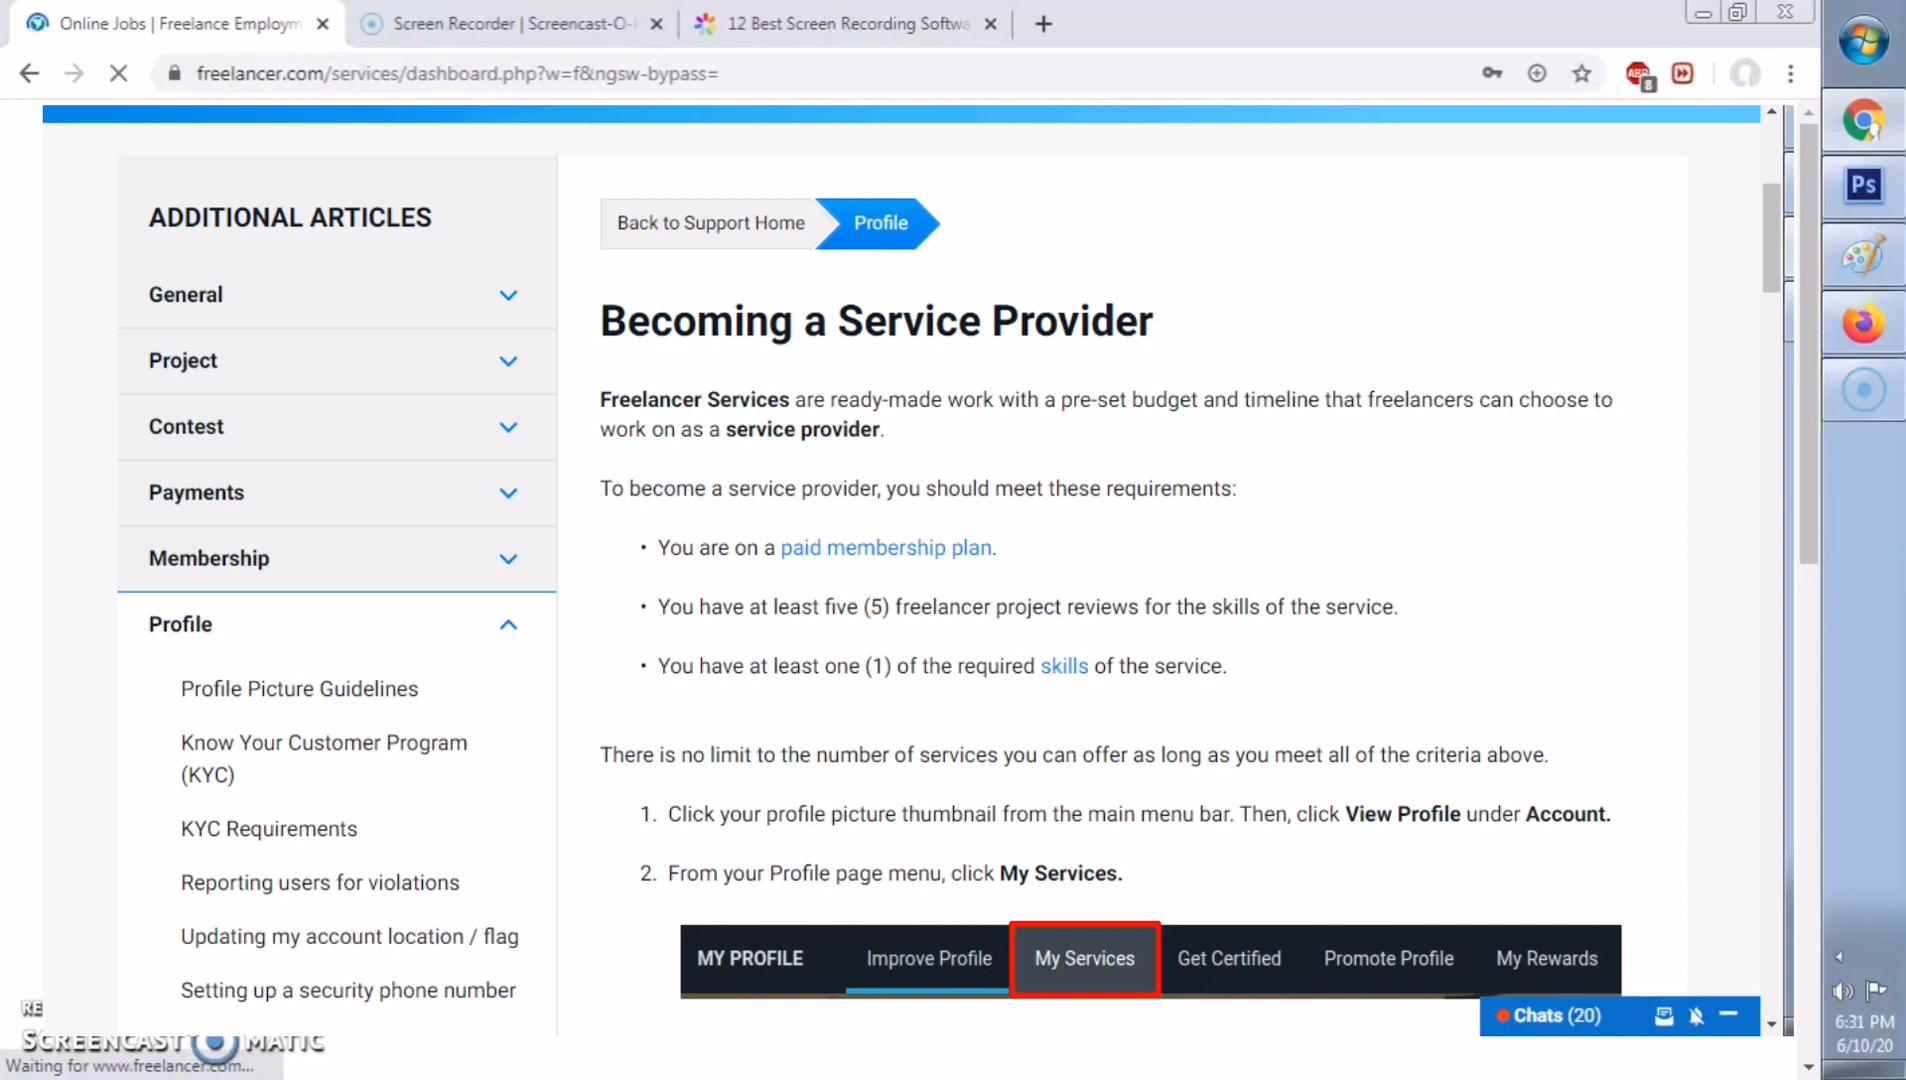 Online Jobs | Freelance Employm
Screen Recorder | Screencast-O-
12 Best Screen Recording Softwa
freelancer.com/services/dashboard.php?w=f&ngsw-bypass=
ABP
8
ADDITIONAL ARTICLES
General
Project
Contest
Payments
Membership
Profile
Profile Picture Guidelines
Know Your Customer Program
(KYC)
KYC Requirements
Reporting users for violations
Updating my account location / flag
Setting up a security phone number
Back to Support Home
Profile
Becoming a Service Provider
Freelancer Services are ready-made work with a pre-set budget and timeline that freelancers can choose to
work on as a service provider.
To become a service provider, you should meet these requirements:
• You are on a paid membership plan.
• You have at least five (5) freelancer project reviews for the skills of the service.
• You have at least one (1) of the required skills of the service.
There is no limit to the number of services you can offer as long as you meet all of the criteria above.
1. Click your profile picture thumbnail from the main menu bar. Then, click View Profile under Account.
2. From your Profile page menu, click My Services.
MY PROFILE
Improve Profile
My Services
Get Certified
Promote Profile
My Rewards
Chats (20)
RE
SCREENCAST MATIC
Waiting for www.freelancer.com...
Ps
6:31 PM
6/10/20